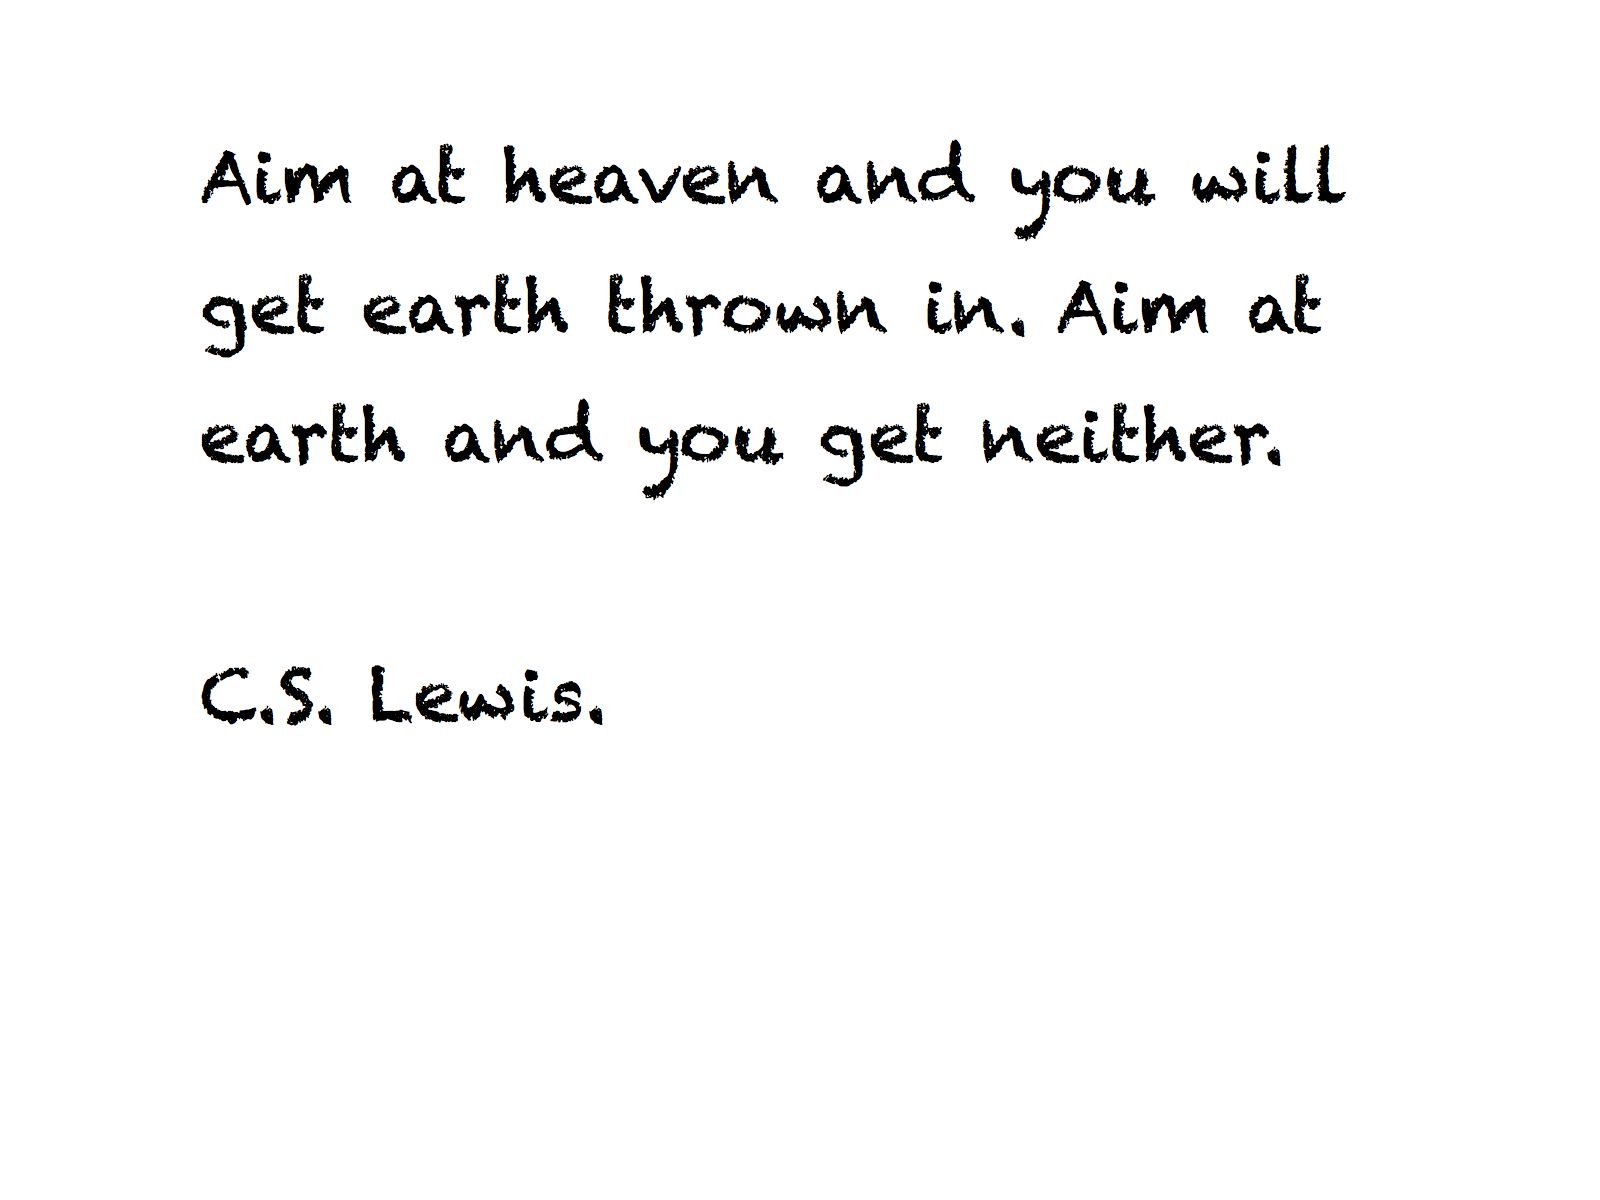 Aim at heaven and you will
get earth thrown in. Aim at
earth and you get neither.
C.S. Lewis.